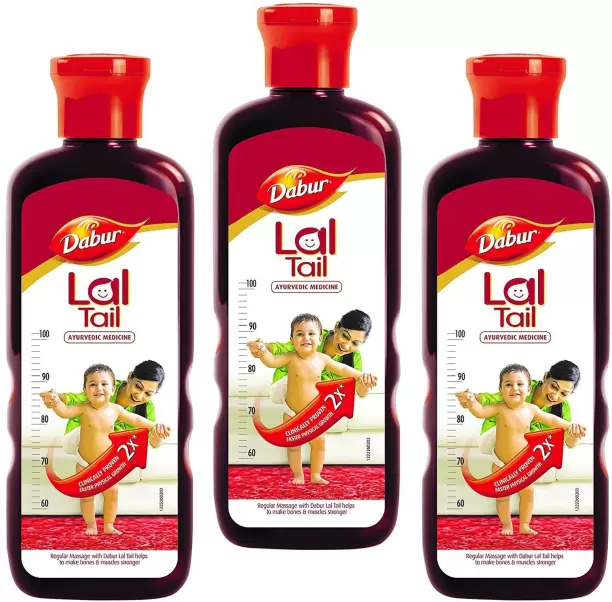 Dabur
Lal
Tail
AYURVEDIC MEDICINE
100
90
80
70
60
CLINICALLY PROVEN
FASTER PHYSICAL GROWTH
2X*
Regular Massage with Dabur Lal Tail helps
to make bones & muscles stronger
Dabur
Lal
Tail
AYURVEDIC MEDICINE
100
90
80
70
60
CLINICALLY PROVEN
FASTER PHYSICAL GROWTH
2X*
Regular Massage with Dabur Lal Tail helps
to make bones & muscles stronger
Dabur
Lal
Tail
AYURVEDIC MEDICINE
100
90
80
70
60
CLINICALLY PROVEN
FASTER PHYSICAL GROWTH
2X*
Regular Massage with Dabur Lal Tail helps
to make bones & muscles stronger